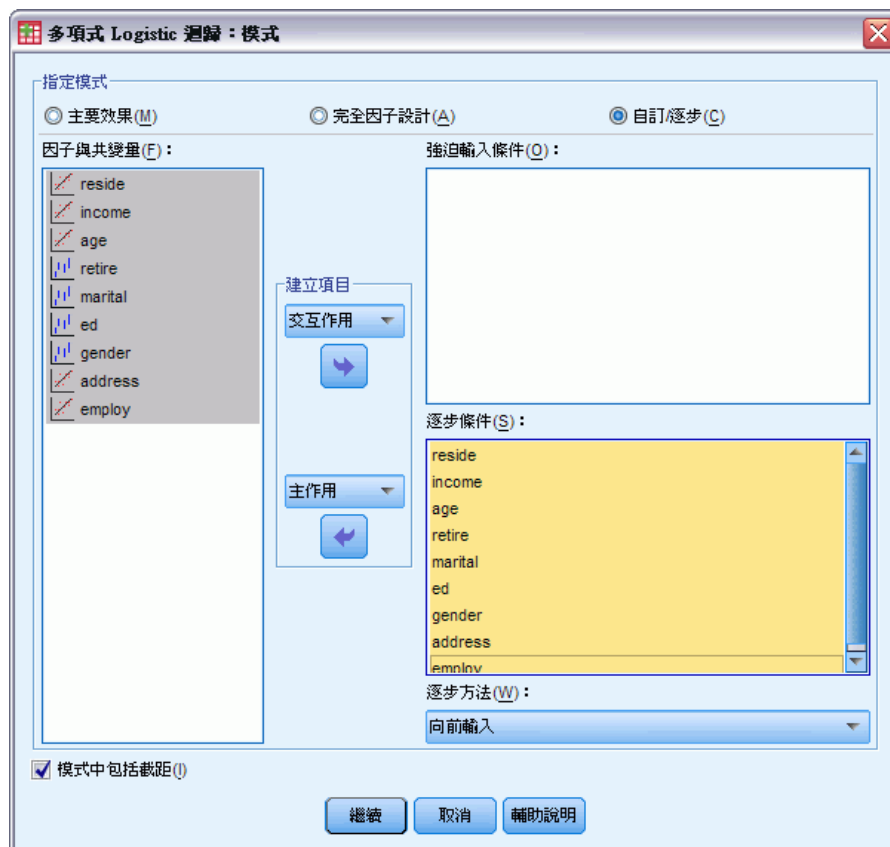 多項式 Logistic 迴歸：模式
指定模式
主要效果(M)
完全因子設計(A)
自訂/逐步(C)
因子與共變量(F)：
reside
income
age
retire
marital
ed
gender
address
employ
建立項目
交互作用
主作用
強迫輸入條件(O)：
逐步條件(S)：
reside
income
age
retire
marital
ed
gender
address
employ
逐步方法(W)：
向前輸入
模式中包括截距(I)
繼續
取消
輔助說明